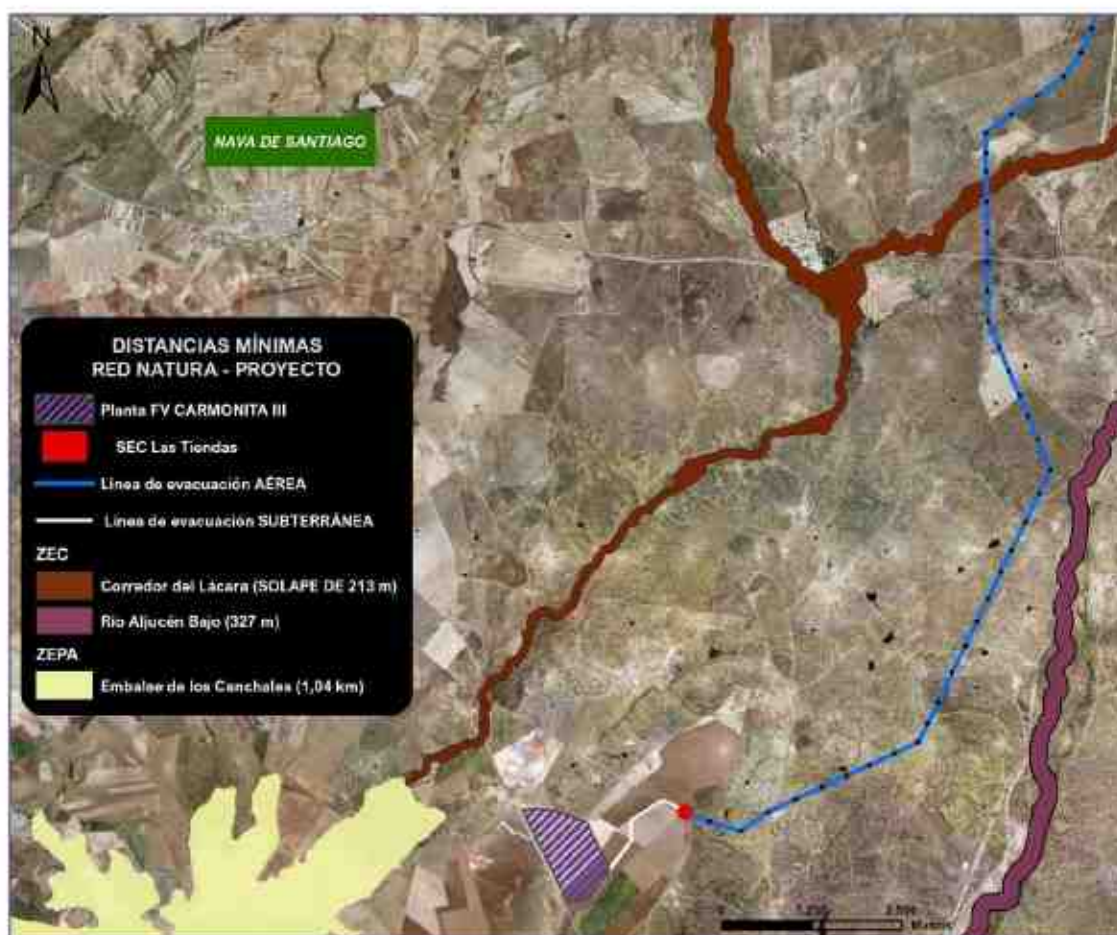 N
NAVA DE SANTIAGO
DISTANCIAS MÍNIMAS
RED NATURA - PROYECTO
Planta FV CARMONITA III
SEC Las Tiendas
Línea de evacuación AÉREA
Línea de evacuación SUBTERRÁNEA
ZEC
Corredor del Lácara (SOLAPE DE 213 m)
Río Aljucén Bajo (327 m)
ZEPA
Embalse de los Canchales (1,04 km)
0